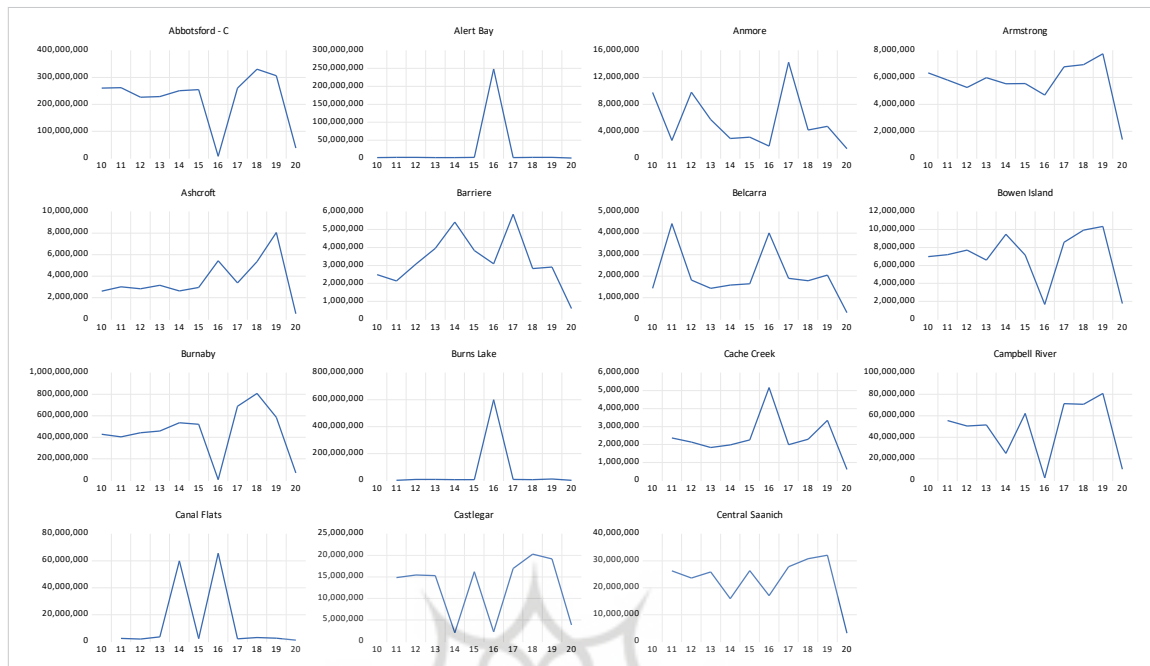 Abbotsford - C
400,000,000
300,000,000
200,000,000
100,000,000
0
10 11 12 13 14 15 16 17 18 19 20
Alert Bay
300,000,000
250,000,000
200,000,000
150,000,000
100,000,000
50,000,000
0
10 11 12 13 14 15 16 17 18 19 20
Anmore
16,000,000
12,000,000
8,000,000
4,000,000
0
10 11 12 13 14 15 16 17 18 19 20
Armstrong
8,000,000
6,000,000
4,000,000
2,000,000
0
10 11 12 13 14 15 16 17 18 19 20
Ashcroft
10,000,000
8,000,000
6,000,000
4,000,000
2,000,000
0
10 11 12 13 14 15 16 17 18 19 20
Barriere
6,000,000
5,000,000
4,000,000
3,000,000
2,000,000
1,000,000
0
10 11 12 13 14 15 16 17 18 19 20
Belcarra
5,000,000
4,000,000
3,000,000
2,000,000
1,000,000
0
10 11 12 13 14 15 16 17 18 19 20
Bowen Island
12,000,000
10,000,000
8,000,000
6,000,000
4,000,000
2,000,000
0
10 11 12 13 14 15 16 17 18 19 20
Burnaby
1,000,000,000
800,000,000
600,000,000
400,000,000
200,000,000
0
10 11 12 13 14 15 16 17 18 19 20
Burns Lake
800,000,000
600,000,000
400,000,000
200,000,000
0
10 11 12 13 14 15 16 17 18 19 20
Cache Creek
6,000,000
5,000,000
4,000,000
3,000,000
2,000,000
1,000,000
0
10 11 12 13 14 15 16 17 18 19 20
Campbell River
100,000,000
80,000,000
60,000,000
40,000,000
20,000,000
0
10 11 12 13 14 15 16 17 18 19 20
Canal Flats
80,000,000
60,000,000
40,000,000
20,000,000
0
10 11 12 13 14 15 16 17 18 19 20
Castlegar
25,000,000
20,000,000
15,000,000
10,000,000
5,000,000
0
10 11 12 13 14 15 16 17 18 19 20
Central Saanich
40,000,000
30,000,000
20,000,000
10,000,000
0
10 11 12 13 14 15 16 17 18 19 20